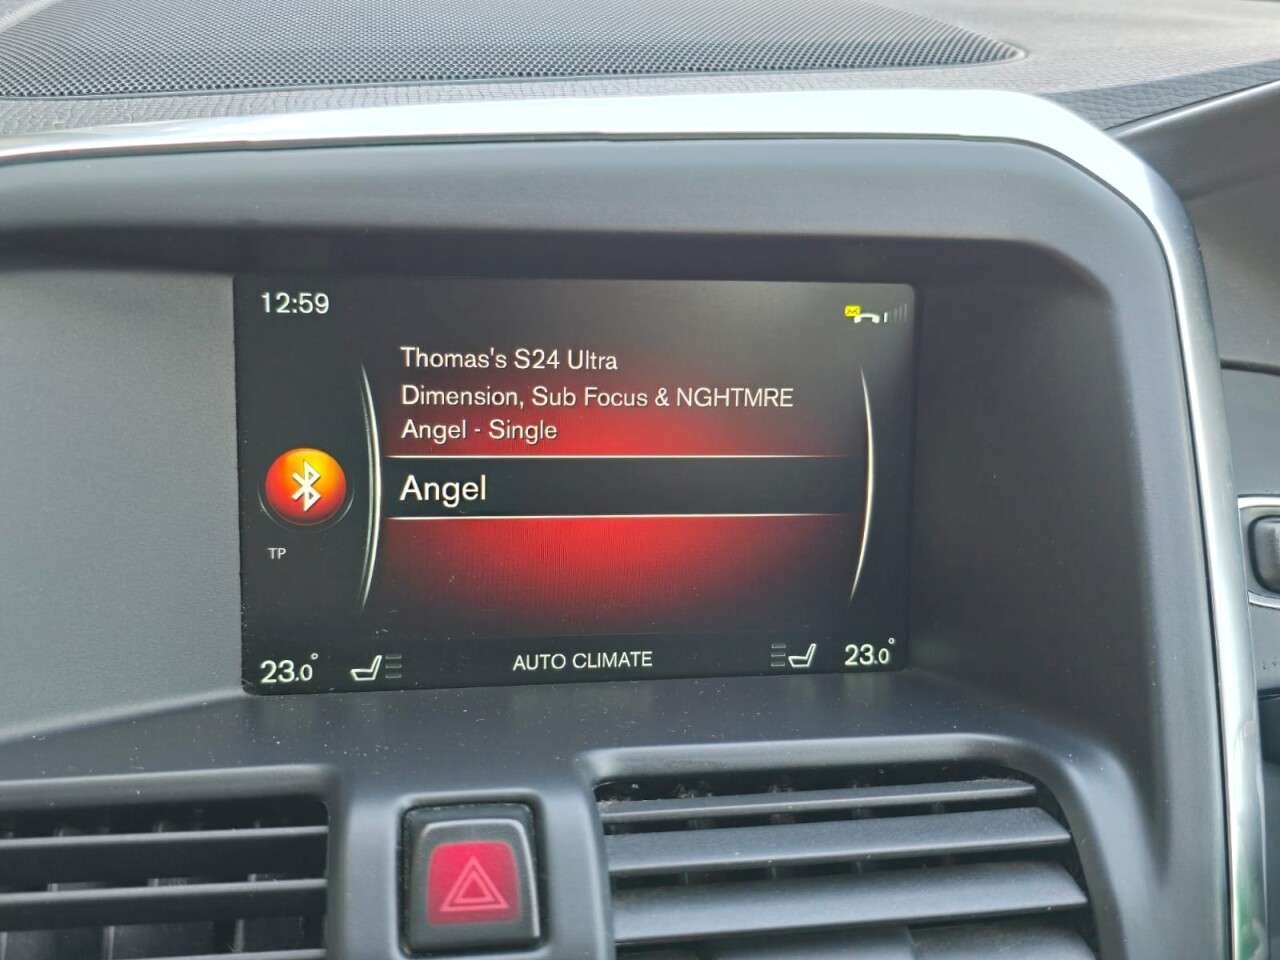 12:59
Thomas's S24 Ultra
Dimension, Sub Focus & NGHTMRE
Angel - Single
Angel
TP
23.0° AUTO CLIMATE 23.0°